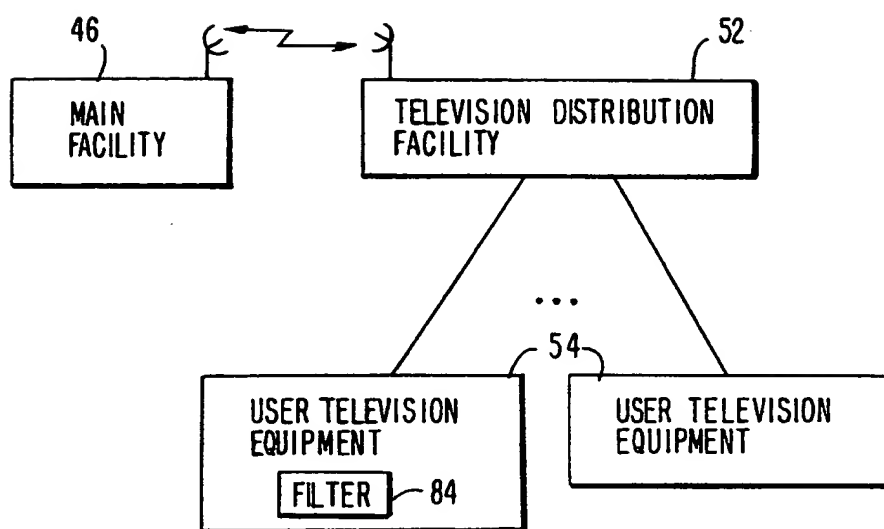 46
52
MAIN
FACILITY
TELEVISION DISTRIBUTION
FACILITY
54
USER TELEVISION
EQUIPMENT
FILTER
84
USER TELEVISION
EQUIPMENT